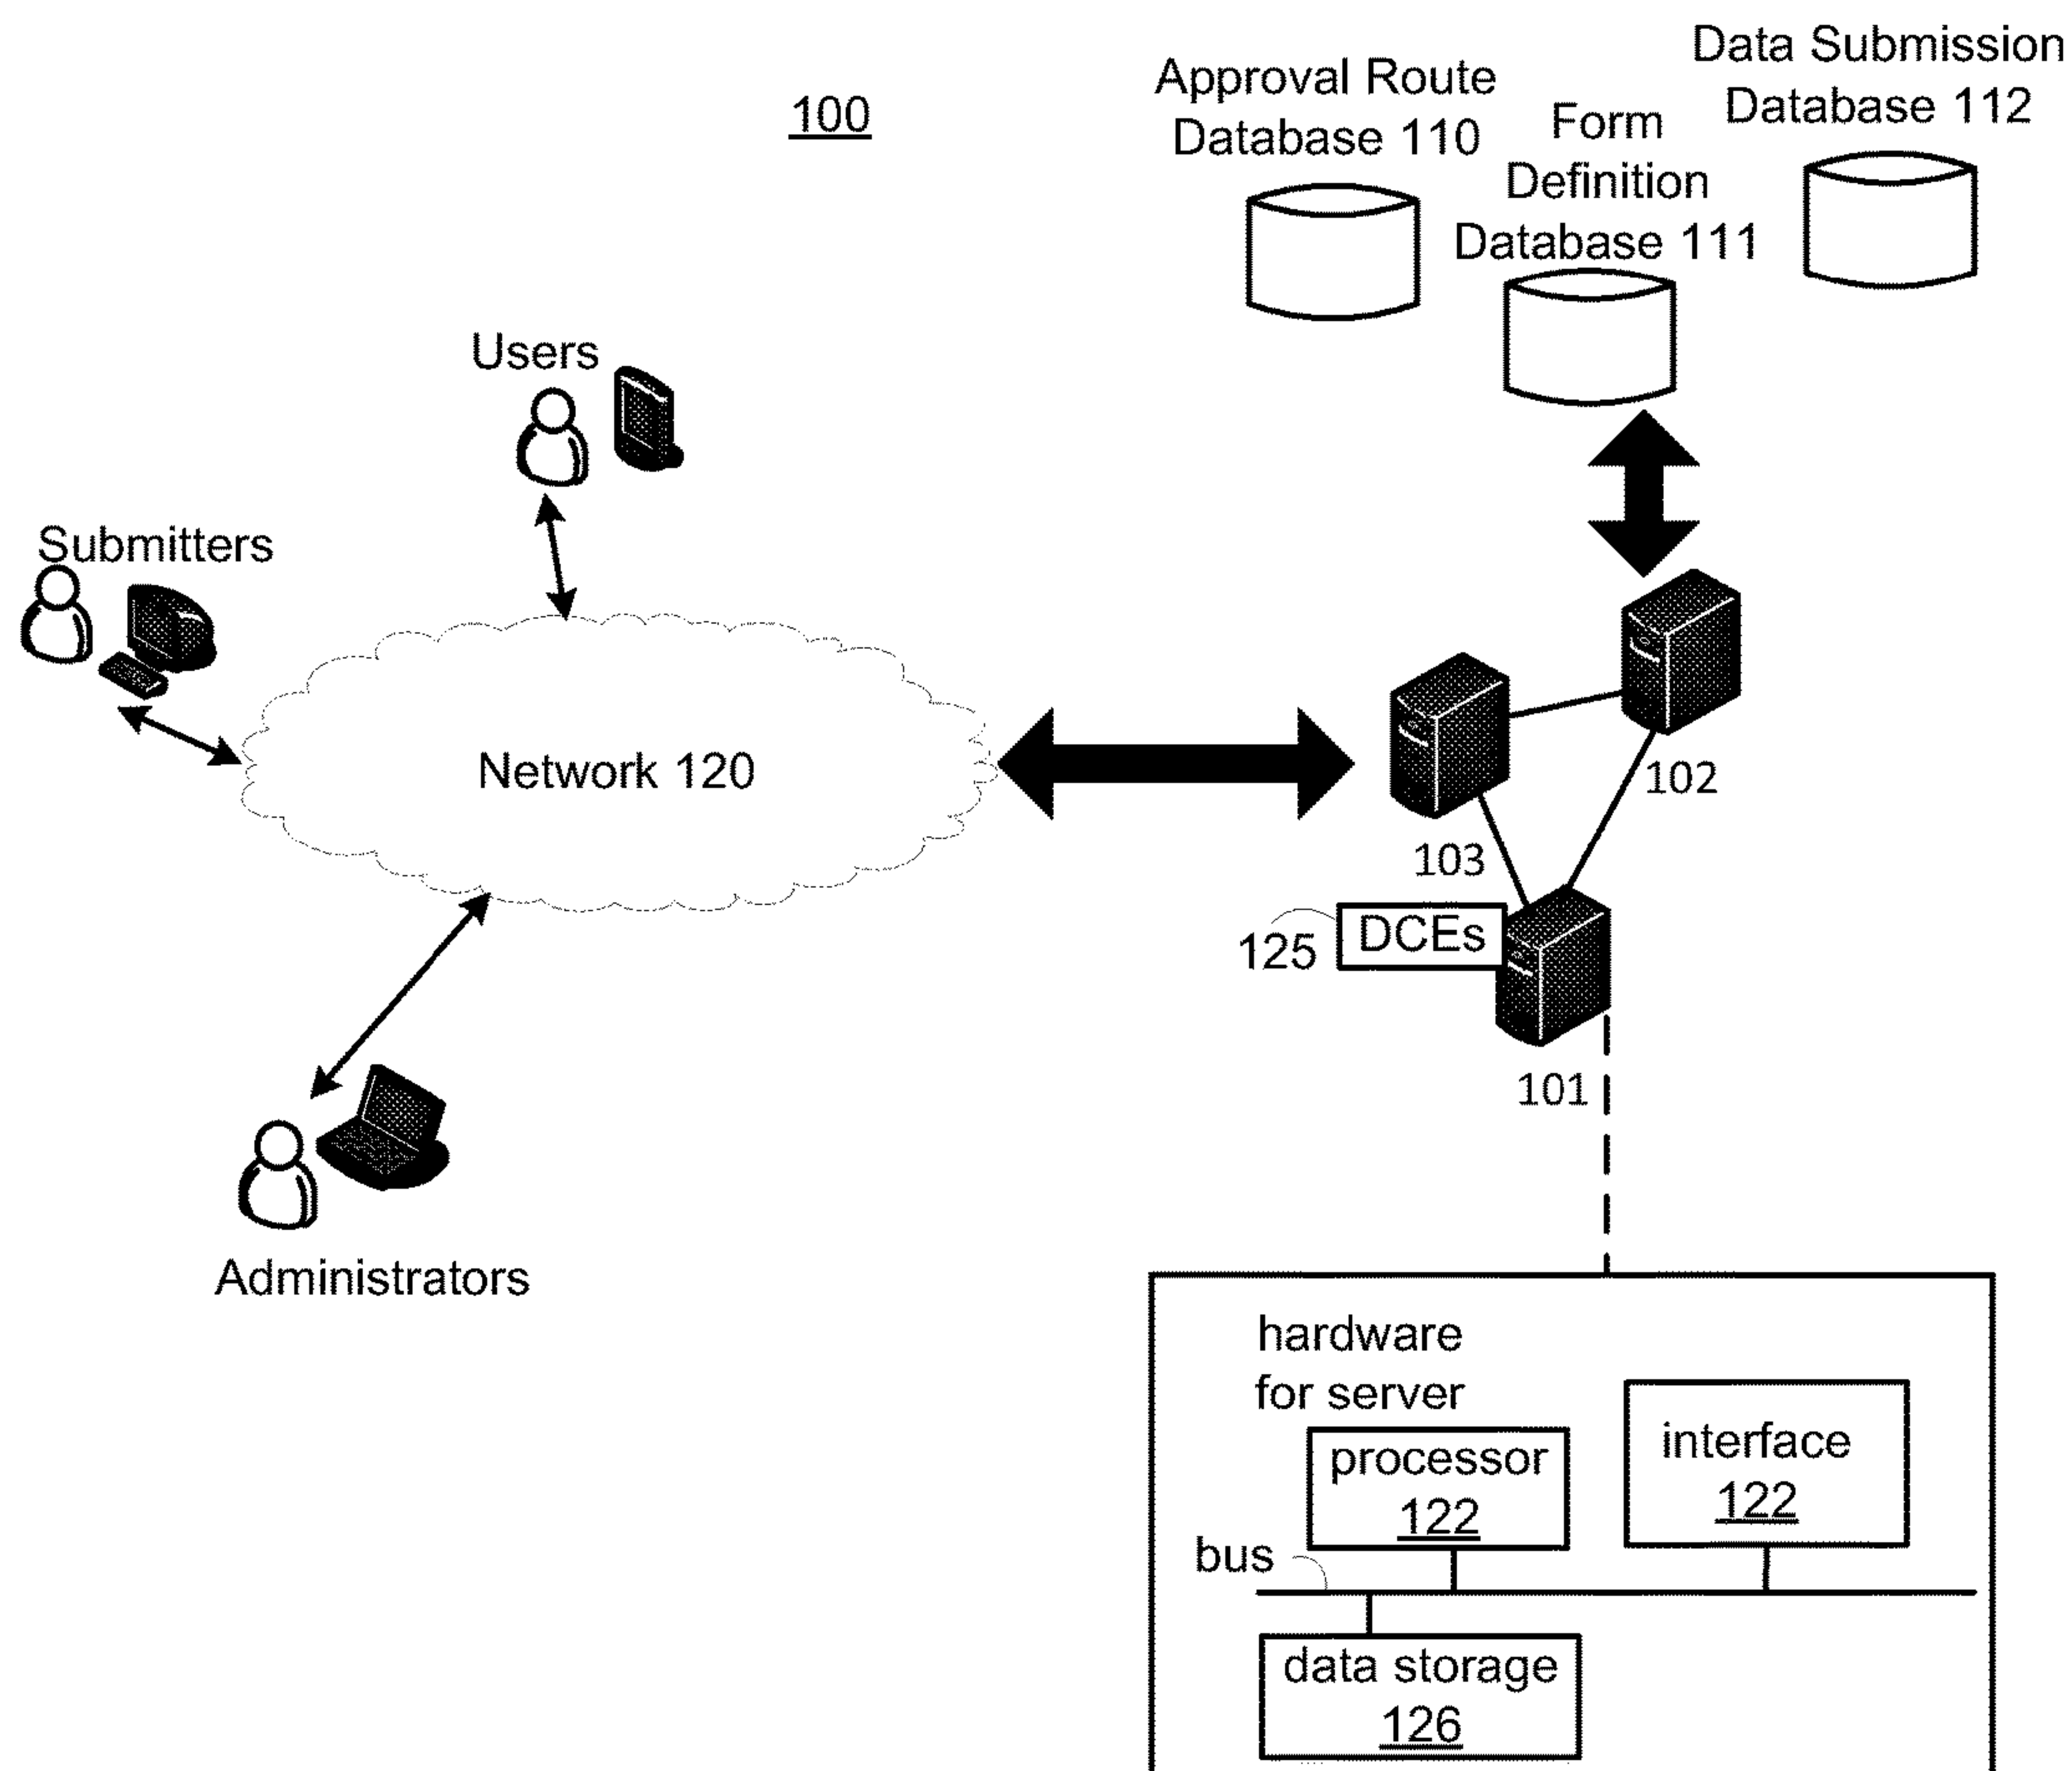 100
Approval Route
Database 110
Form
Definition
Database 111
Data Submission
Database 112
Users
Submitters
Network 120
102
103
125
DCEs
101
Administrators
hardware
for server
processor
122
interface
122
bus
data storage
126